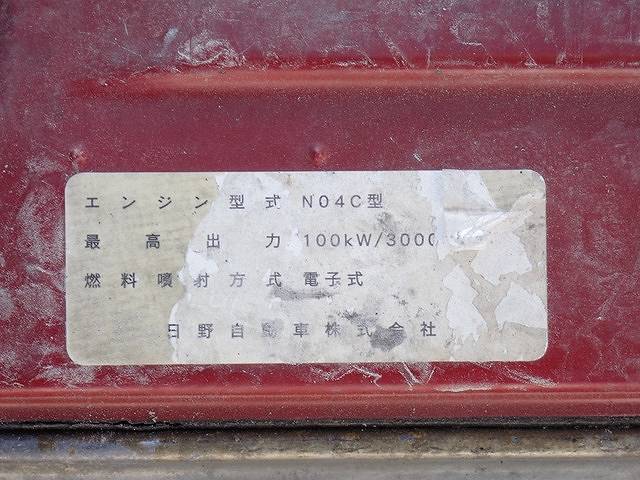 エンジン型式 N04C型
最高出力 100kW/3000
燃料噴射方式 電子式
日野自動車株式会社